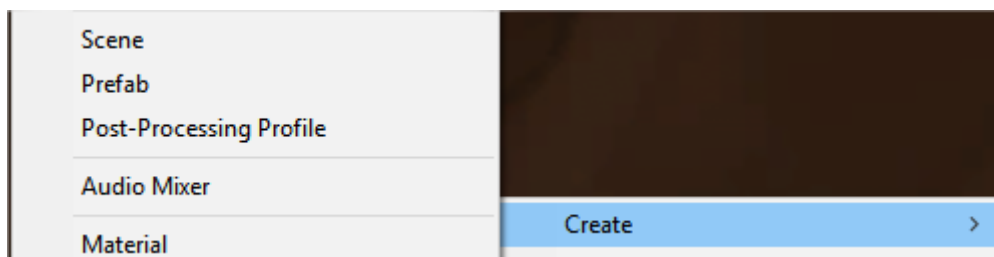 Scene
Prefab
Post-Processing Profile
Audio Mixer
Material
Create